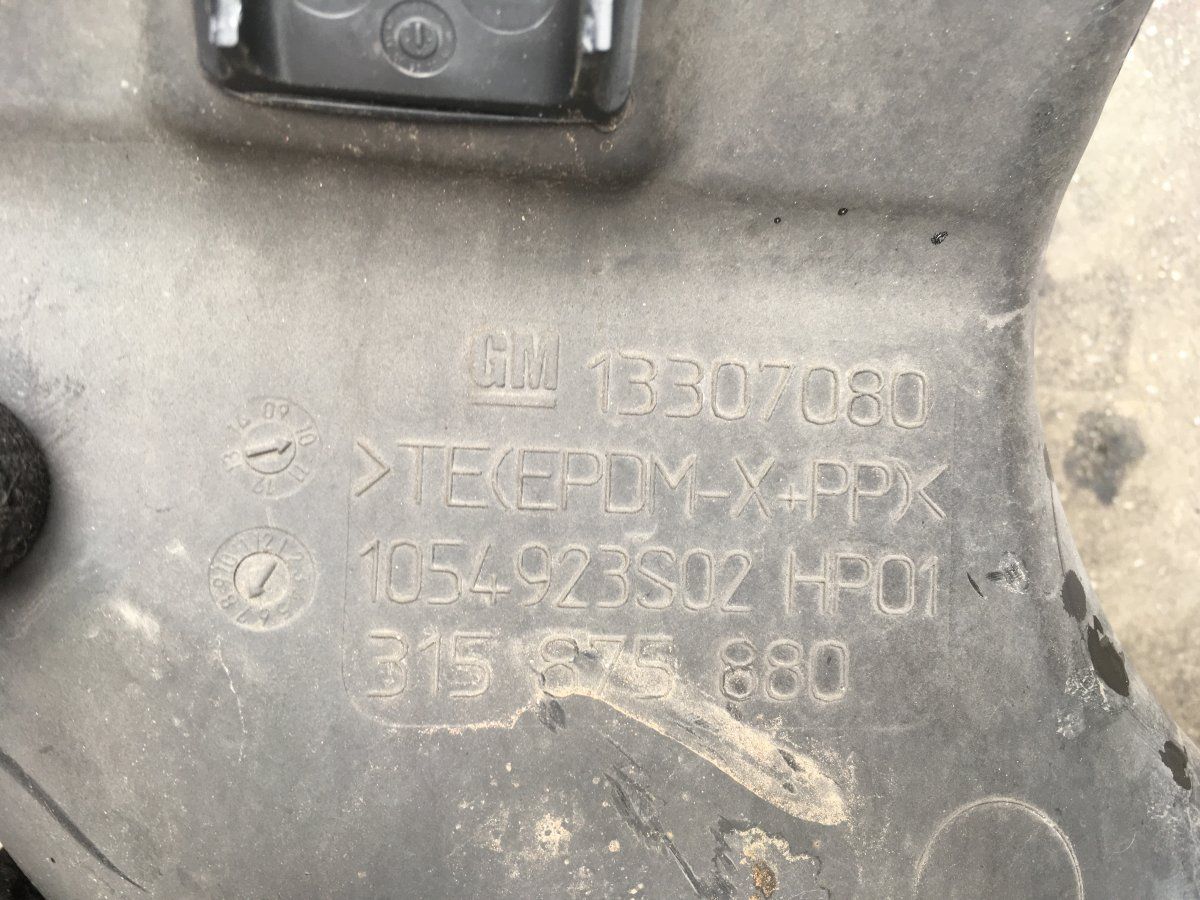 GM 13307080
>TE(EPDM-X+PP)<
1054923S02 HP01
315 875 880